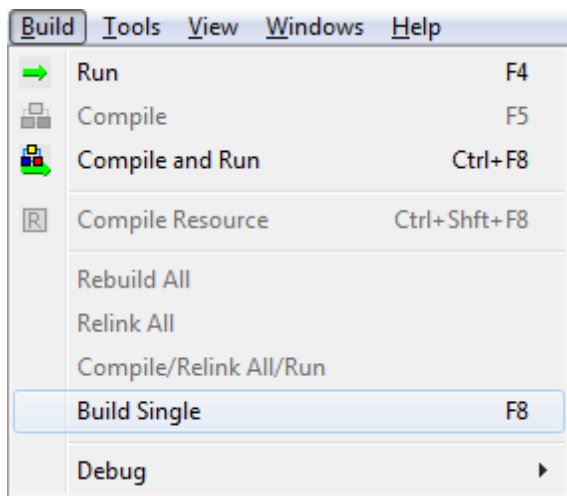 Build Tools View Windows Help
Run F4
Compile F5
Compile and Run Ctrl+F8
R Compile Resource Ctrl+Shft+F8
Rebuild All
Relink All
Compile/Relink All/Run
Build Single F8
Debug